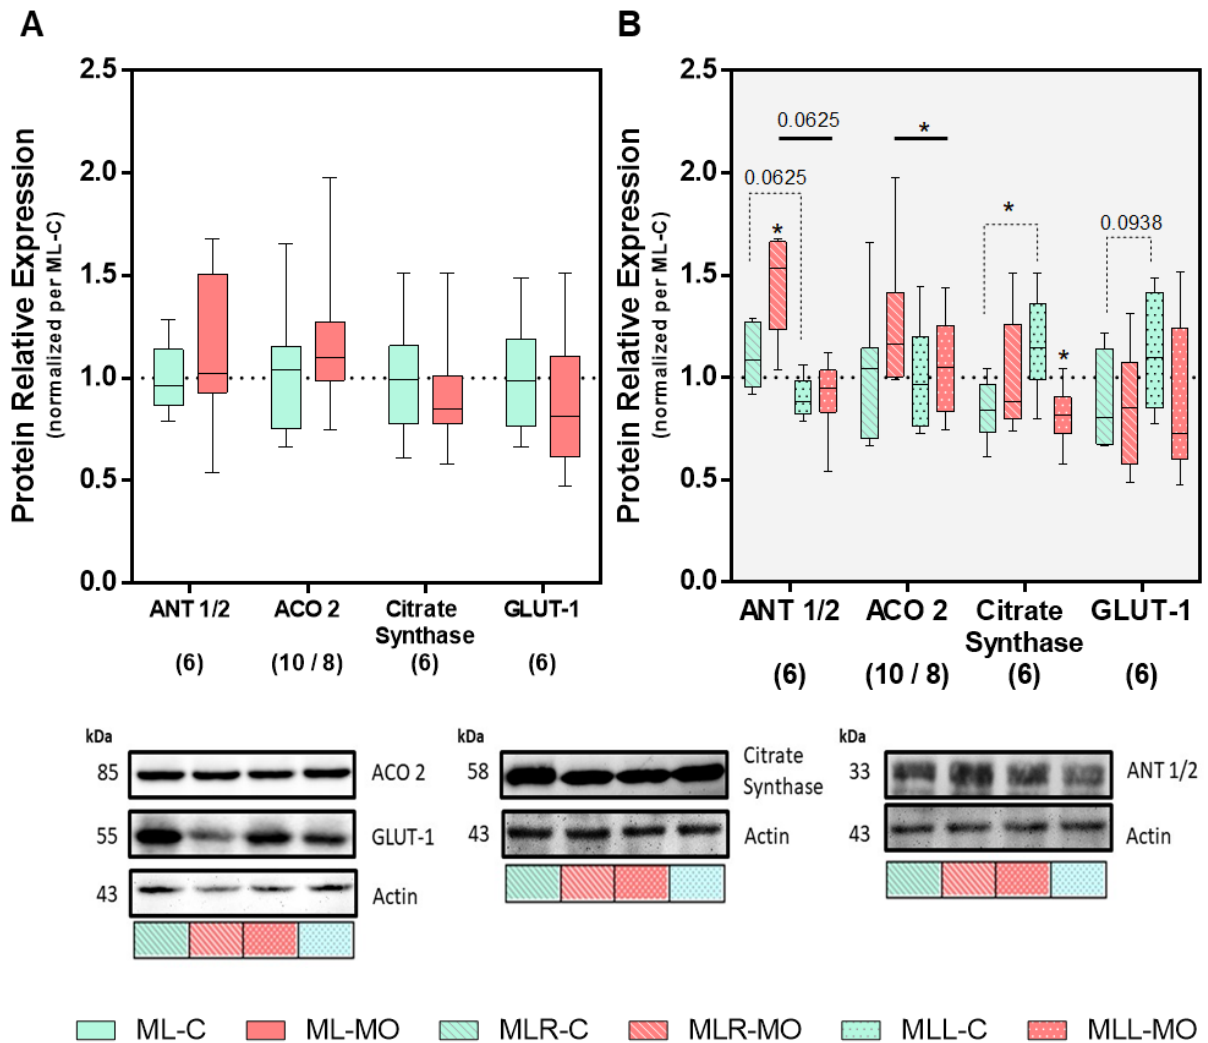 A
Protein Relative Expression
(normalized per ML-C)
2.5
2.0
1.5
1.0
0.5
0.0
ANT 1/2
ACO 2
Citrate
Synthase
GLUT-1
(6)
(10 / 8)
(6)
(6)
B
Protein Relative Expression
(normalized per ML-C)
2.5
2.0
1.5
1.0
0.5
0.0
0.0625
*
0.0625
*
*
0.0938
*
ANT 1/2
ACO 2
Citrate
Synthase
GLUT-1
(6)
(10 / 8)
(6)
(6)
kDa
85
ACO 2
55
GLUT-1
43
Actin
kDa
58
Citrate
Synthase
43
Actin
kDa
33
ANT 1/2
43
Actin
ML-C
ML-MO
MLR-C
MLR-MO
MLL-C
MLL-MO